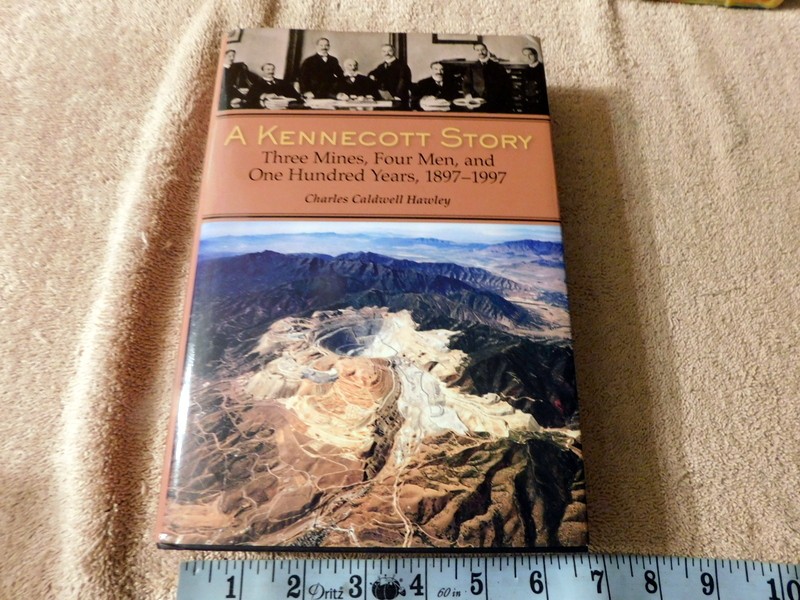 A KENNECOTT STORY
Three Mines, Four Men, and
One Hundred Years, 1897–1997
Charles Caldwell Hawley
1 2 Dritz 3 4 60 in 5 6 7 8 9 10